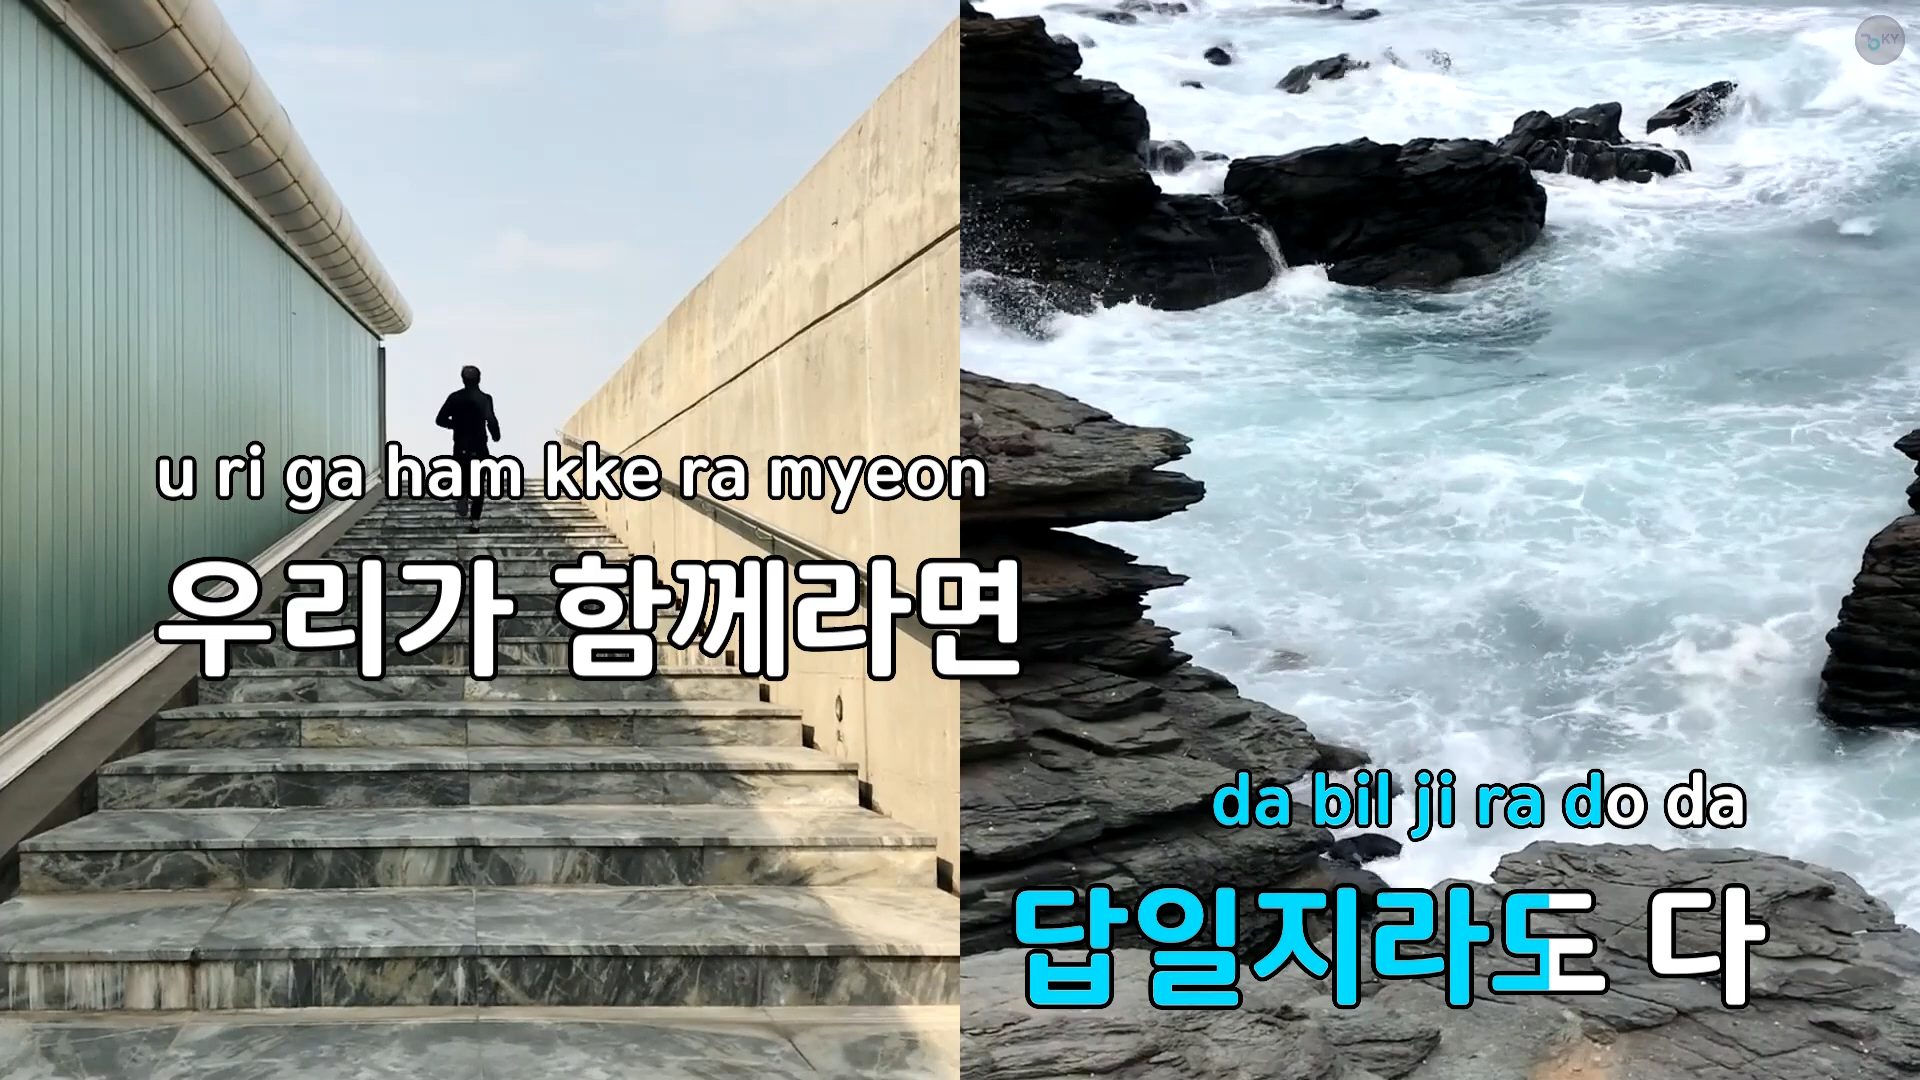 KY
u ri ga ham kke ra myeon
우리가 함께라면
da bil ji ra do da
답일지라도 다